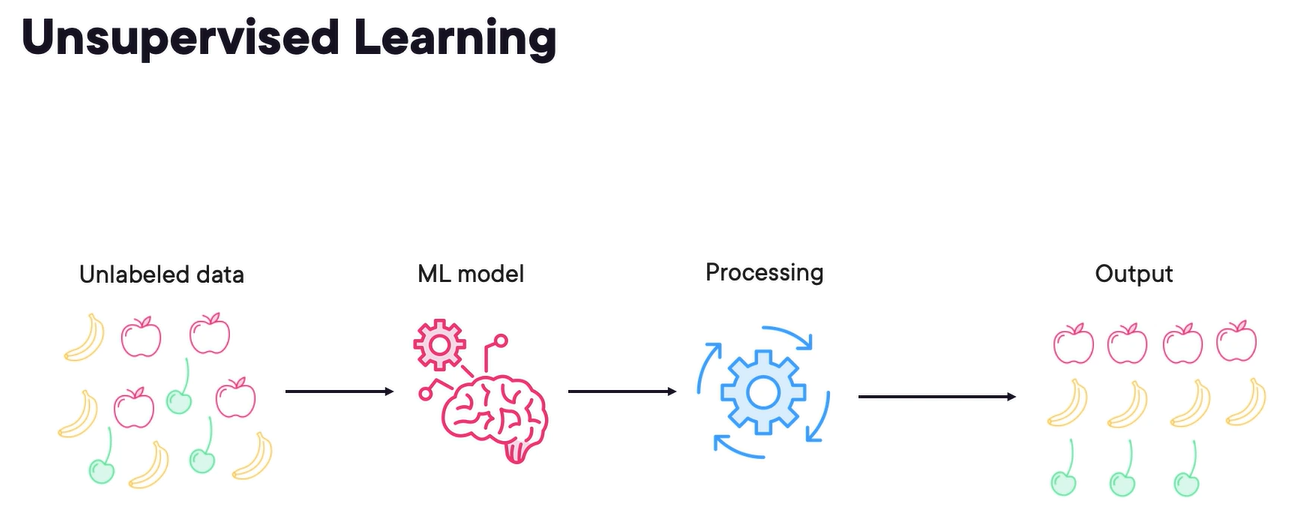 Unsupervised Learning
Unlabeled data
ML model
Processing
Output